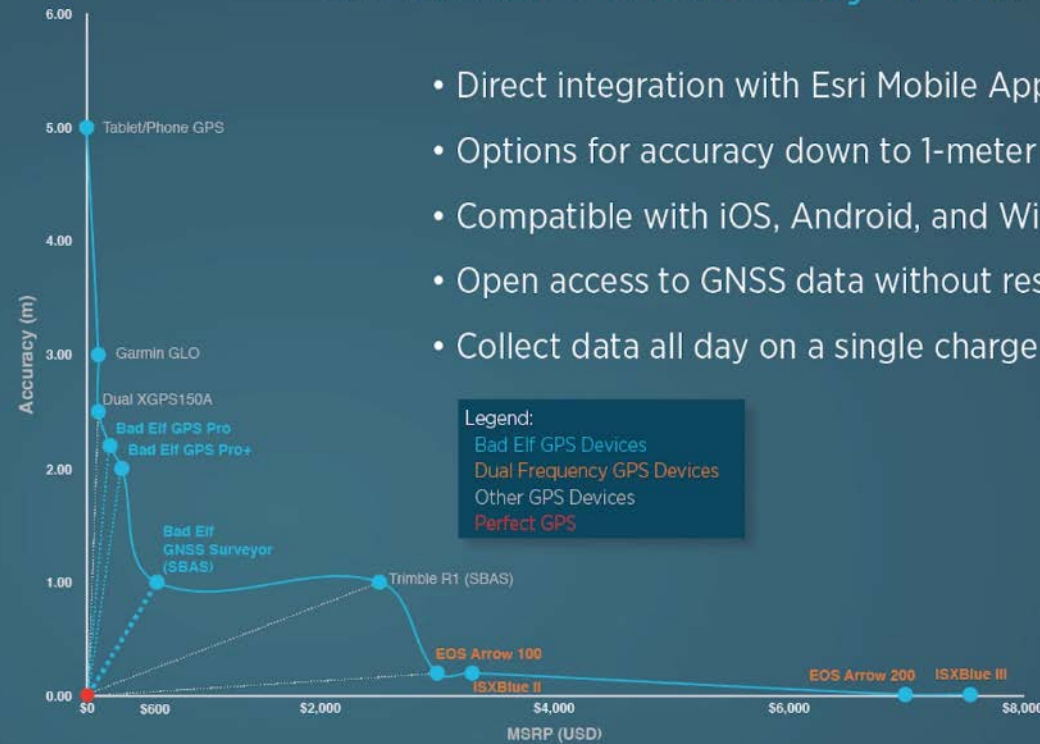 6.00
• Direct integration with Esri Mobile
• Options for accuracy down to 1-meter
• Compatible with iOS, Android, and
• Open access to GNSS data without
• Collect data all day on a single charge
5.00
Tablet/Phone GPS
4.00
Accuracy (m)
3.00
Garmin GLO
Dual XGPS150A
Bad Elf GPS Pro
Bad Elf GPS Pro+
2.00
Legend:
Bad Elf GPS Devices
Dual Frequency GPS Devices
Other GPS Devices
Perfect GPS
Bad Elf
GNSS Surveyor
(SBAS)
1.00
Trimble R1 (SBAS)
EOS Arrow 100
iSXBlue II
EOS Arrow 200
iSXBlue III
0.00
$0
$600
$2,000
$4,000
$6,000
$8,000
MSRP (USD)